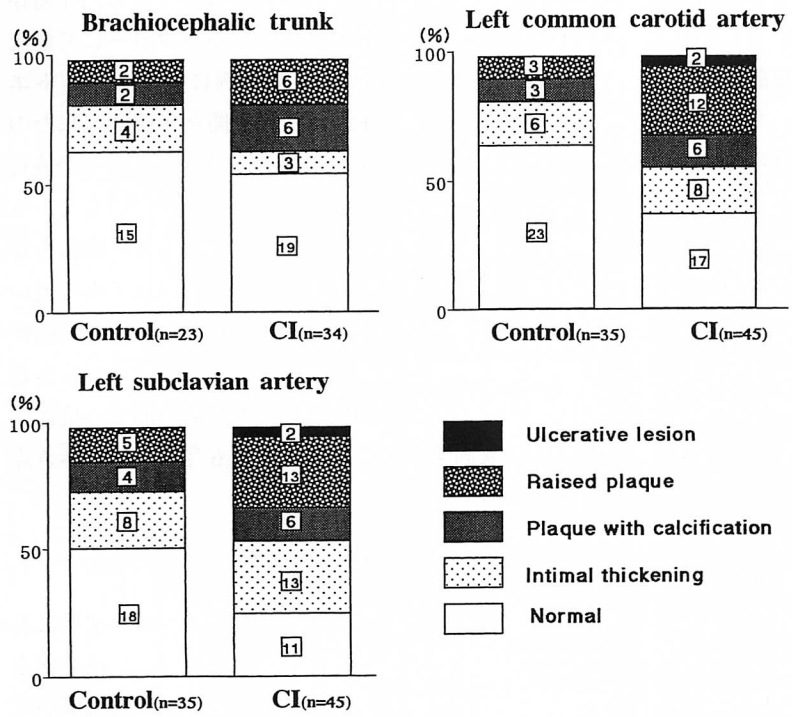 Brachiocephalic trunk
(%)
100
50
0
2
2
4
15
6
6
3
19
Control(n=23)
CI(n=34)
Left common carotid artery
(%)
100
50
0
3
3
6
23
2
12
6
8
17
Control(n=35)
CI(n=45)
Left subclavian artery
(%)
100
50
0
5
4
8
18
2
13
6
13
11
Control(n=35)
CI(n=45)
Ulcerative lesion
Raised plaque
Plaque with calcification
Intimal thickening
Normal